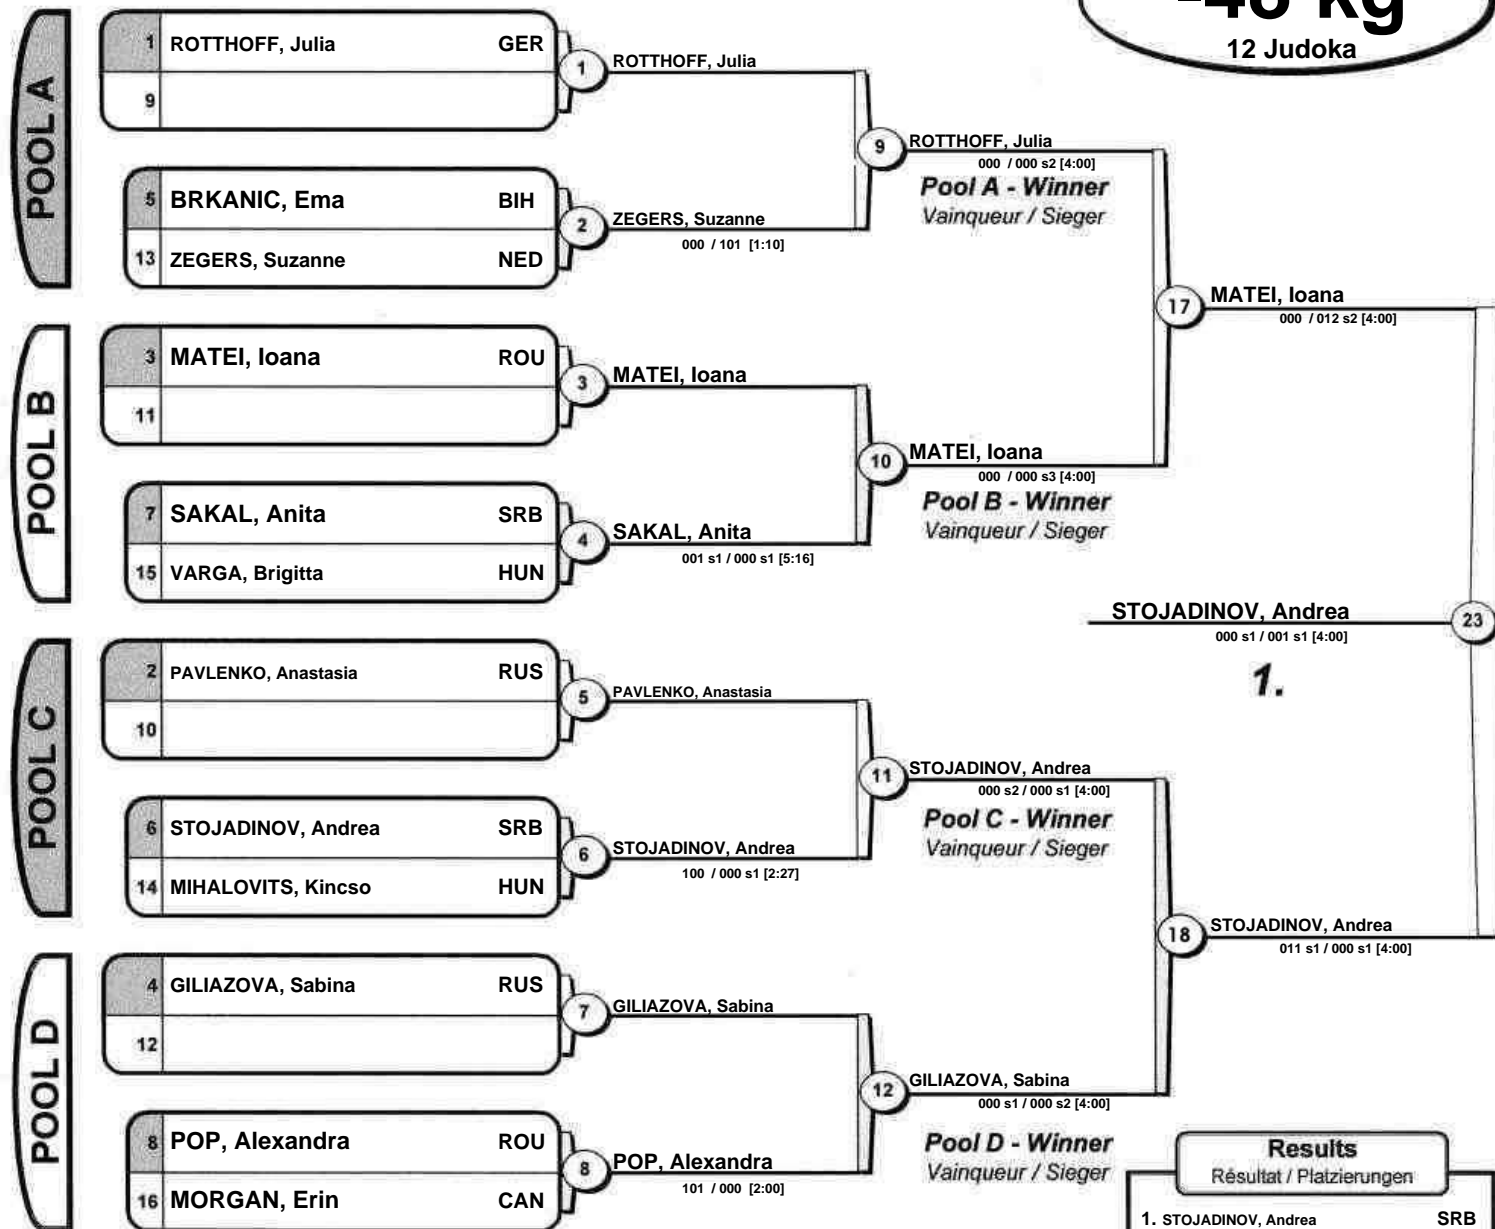 -48 kg
12 Judoka
POOL A
1 ROTTHOFF, Julia GER
9
1 ROTTHOFF, Julia
5 BRKANIC, Ema BIH
13 ZEGERS, Suzanne NED
2 ZEGERS, Suzanne
000 / 101 [1:10]
9 ROTTHOFF, Julia
000 / 000 s2 [4:00]
Pool A - Winner
Vainqueur / Sieger
POOL B
3 MATEI, Ioana ROU
11
3 MATEI, Ioana
7 SAKAL, Anita SRB
15 VARGA, Brigitta HUN
4 SAKAL, Anita
001 s1 / 000 s1 [5:16]
10 MATEI, Ioana
000 / 000 s3 [4:00]
Pool B - Winner
Vainqueur / Sieger
17 MATEI, Ioana
000 / 012 s2 [4:00]
STOJADINOV, Andrea 23
000 s1 / 001 s1 [4:00]
1.
POOL C
2 PAVLENKO, Anastasia RUS
10
5 PAVLENKO, Anastasia
6 STOJADINOV, Andrea SRB
14 MIHALOVITS, Kincso HUN
6 STOJADINOV, Andrea
100 / 000 s1 [2:27]
11 STOJADINOV, Andrea
000 s2 / 000 s1 [4:00]
Pool C - Winner
Vainqueur / Sieger
18 STOJADINOV, Andrea
011 s1 / 000 s1 [4:00]
POOL D
4 GILIAZOVA, Sabina RUS
12
7 GILIAZOVA, Sabina
8 POP, Alexandra ROU
16 MORGAN, Erin CAN
8 POP, Alexandra
101 / 000 [2:00]
12 GILIAZOVA, Sabina
000 s1 / 000 s2 [4:00]
Pool D - Winner
Vainqueur / Sieger
Results
Résultat / Platzierungen
1. STOJADINOV, Andrea SRB